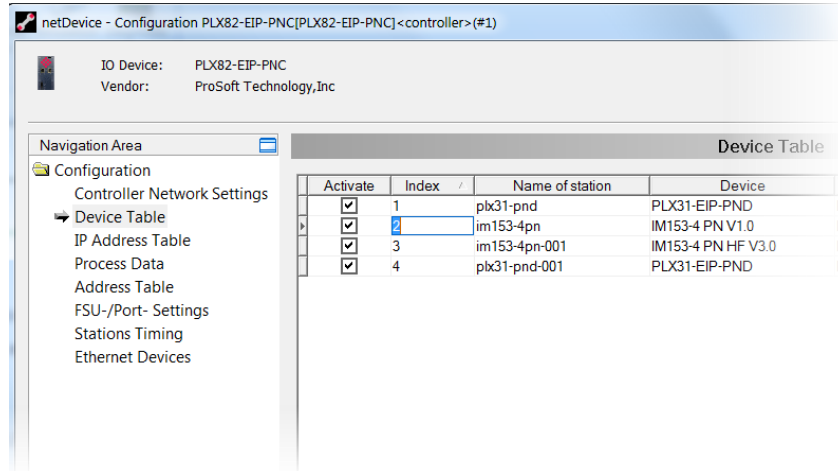 netDevice - Configuration PLX82-EIP-PNC[PLX82-EIP-PNC]<controller>(#1)
IO Device: PLX82-EIP-PNC
Vendor: ProSoft Technology,Inc
Navigation Area
Configuration
Controller Network Settings
Device Table
IP Address Table
Process Data
Address Table
FSU-/Port- Settings
Stations Timing
Ethernet Devices
Device Table
Activate Index Name of station Device
1 plx31-pnd PLX31-EIP-PND
2 im153-4pn IM153-4 PN V1.0
3 im153-4pn-001 IM153-4 PN HF V3.0
4 plx31-pnd-001 PLX31-EIP-PND